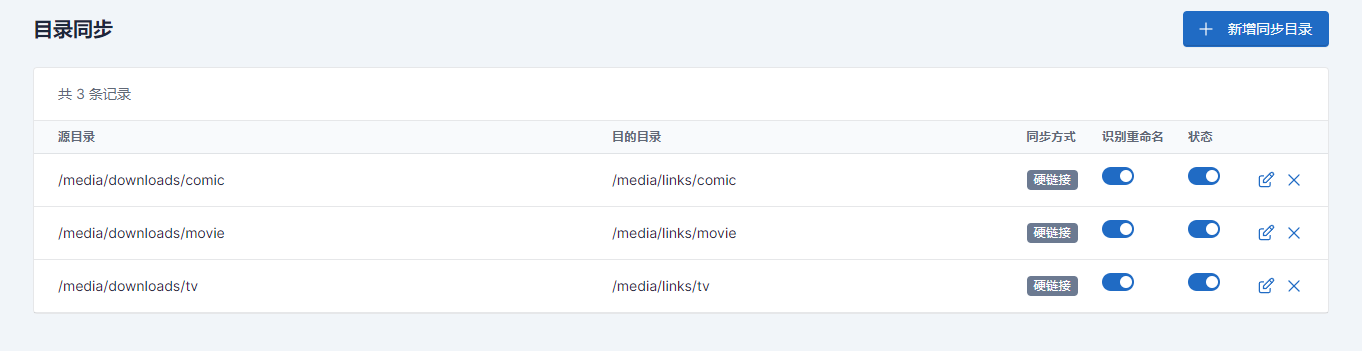 目录同步
新增同步目录
共 3 条记录
源目录 目的目录 同步方式 识别重命名 状态
/media/downloads/comic /media/links/comic 硬链接
/media/downloads/movie /media/links/movie 硬链接
/media/downloads/tv /media/links/tv 硬链接